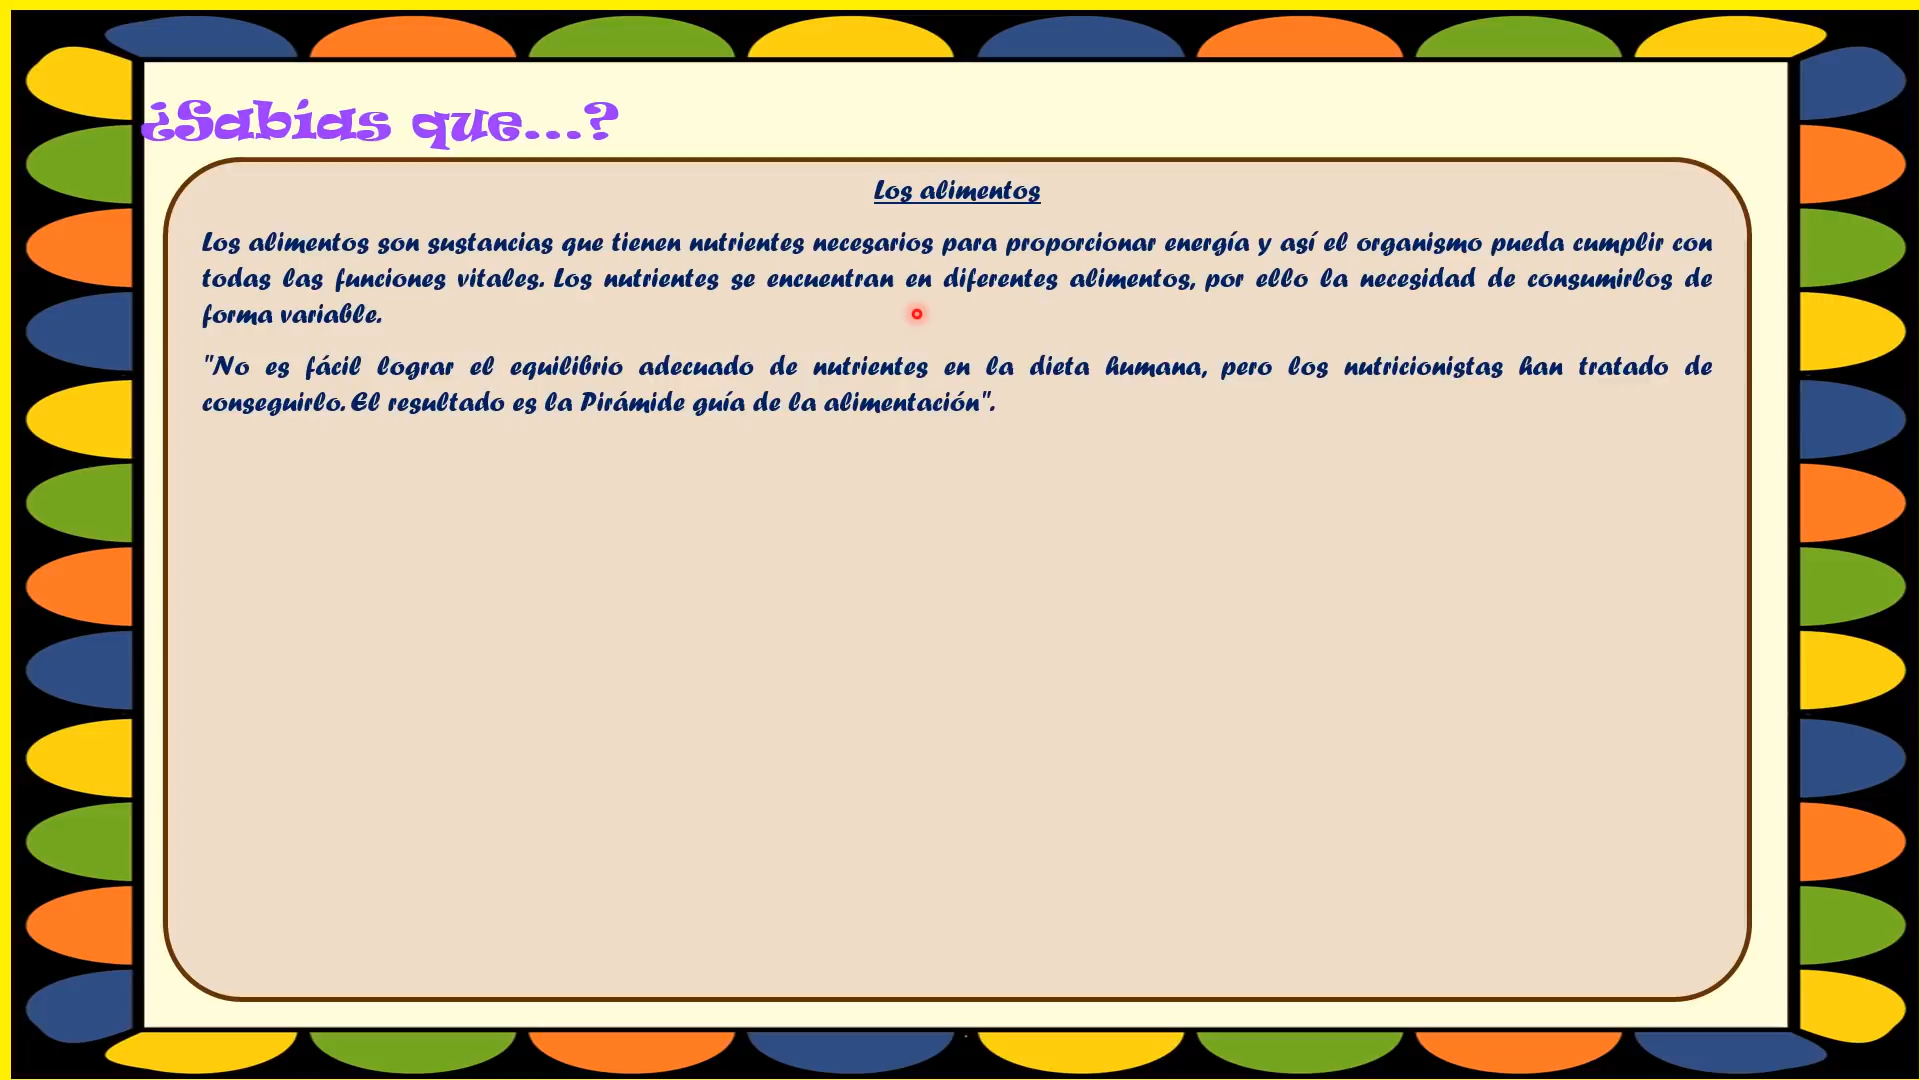 ¿Sabías que...?
Los alimentos
Los alimentos son sustancias que tienen nutrientes necesarios para proporcionar energía y así el organismo pueda cumplir con
todas las funciones vitales. Los nutrientes se encuentran en diferentes alimentos, por ello la necesidad de consumirlos de
forma variable.
"No es fácil lograr el equilibrio adecuado de nutrientes en la dieta humana, pero los nutricionistas han tratado de
conseguirlo. El resultado es la Pirámide guía de la alimentación".